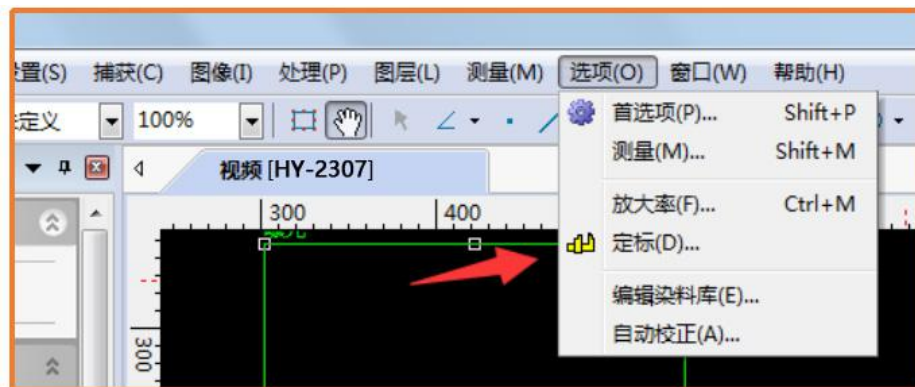 置(S) 捕获(C) 图像(I) 处理(P) 图层(L) 测量(M) 选项(O) 窗口(W) 帮助(H)
定义 100%
首选项(P)... Shift+P
测量(M)... Shift+M
视频 [HY-2307]
放大率(F)... Ctrl+M
300 400
定标(D)...
编辑染料库(E)...
自动校正(A)...
300